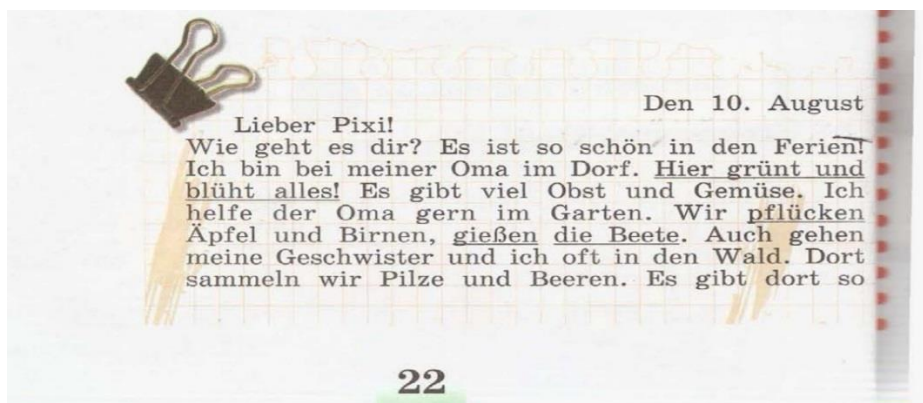 Den 10. August
Lieber Pixi!
Wie geht es dir? Es ist so schön in den Ferien!
Ich bin bei meiner Oma im Dorf. Hier grünt und
blüht alles! Es gibt viel Obst und Gemüse. Ich
helfe der Oma gern im Garten. Wir pflücken
Äpfel und Birnen, gießen die Beete. Auch gehen
meine Geschwister und ich oft in den Wald. Dort
sammeln wir Pilze und Beeren. Es gibt dort so
22